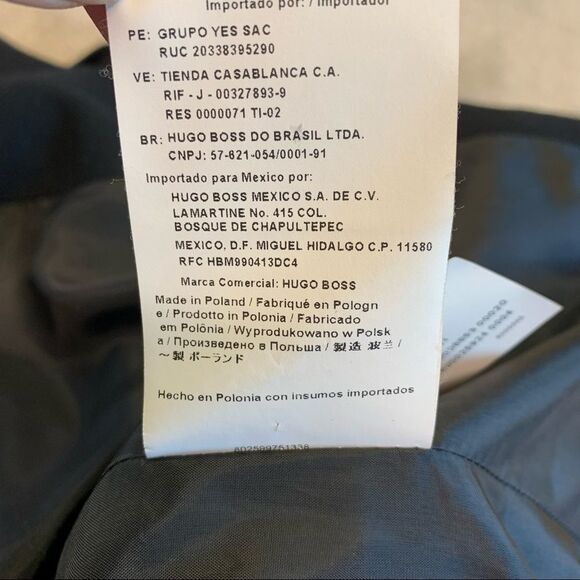 Importado por: / Importador
PE: GRUPO YES SAC
RUC 20338395290
VE: TIENDA CASABLANCA C.A.
RIF - J - 00327893-9
RES 0000071 TI-02
BR: HUGO BOSS DO BRASIL LTDA.
CNPJ: 57-621-054/0001-91
Importado para Mexico por:
HUGO BOSS MEXICO S.A. DE C.V.
LAMARTINE No. 415 COL.
BOSQUE DE CHAPULTEPEC
MEXICO, D.F. MIGUEL HIDALGO C.P. 11580
RFC HBM990413DC4
Marca Comercial: HUGO BOSS
Made in Poland / Fabriqué en Pologn
e / Prodotto in Polonia / Fabricado
em Polônia / Wyprodukowano w Polsk
a / Произведено в Польша / 製造 波兰 /
～製 ポーランド
Hecho en Polonia con insumos importados
802599751338